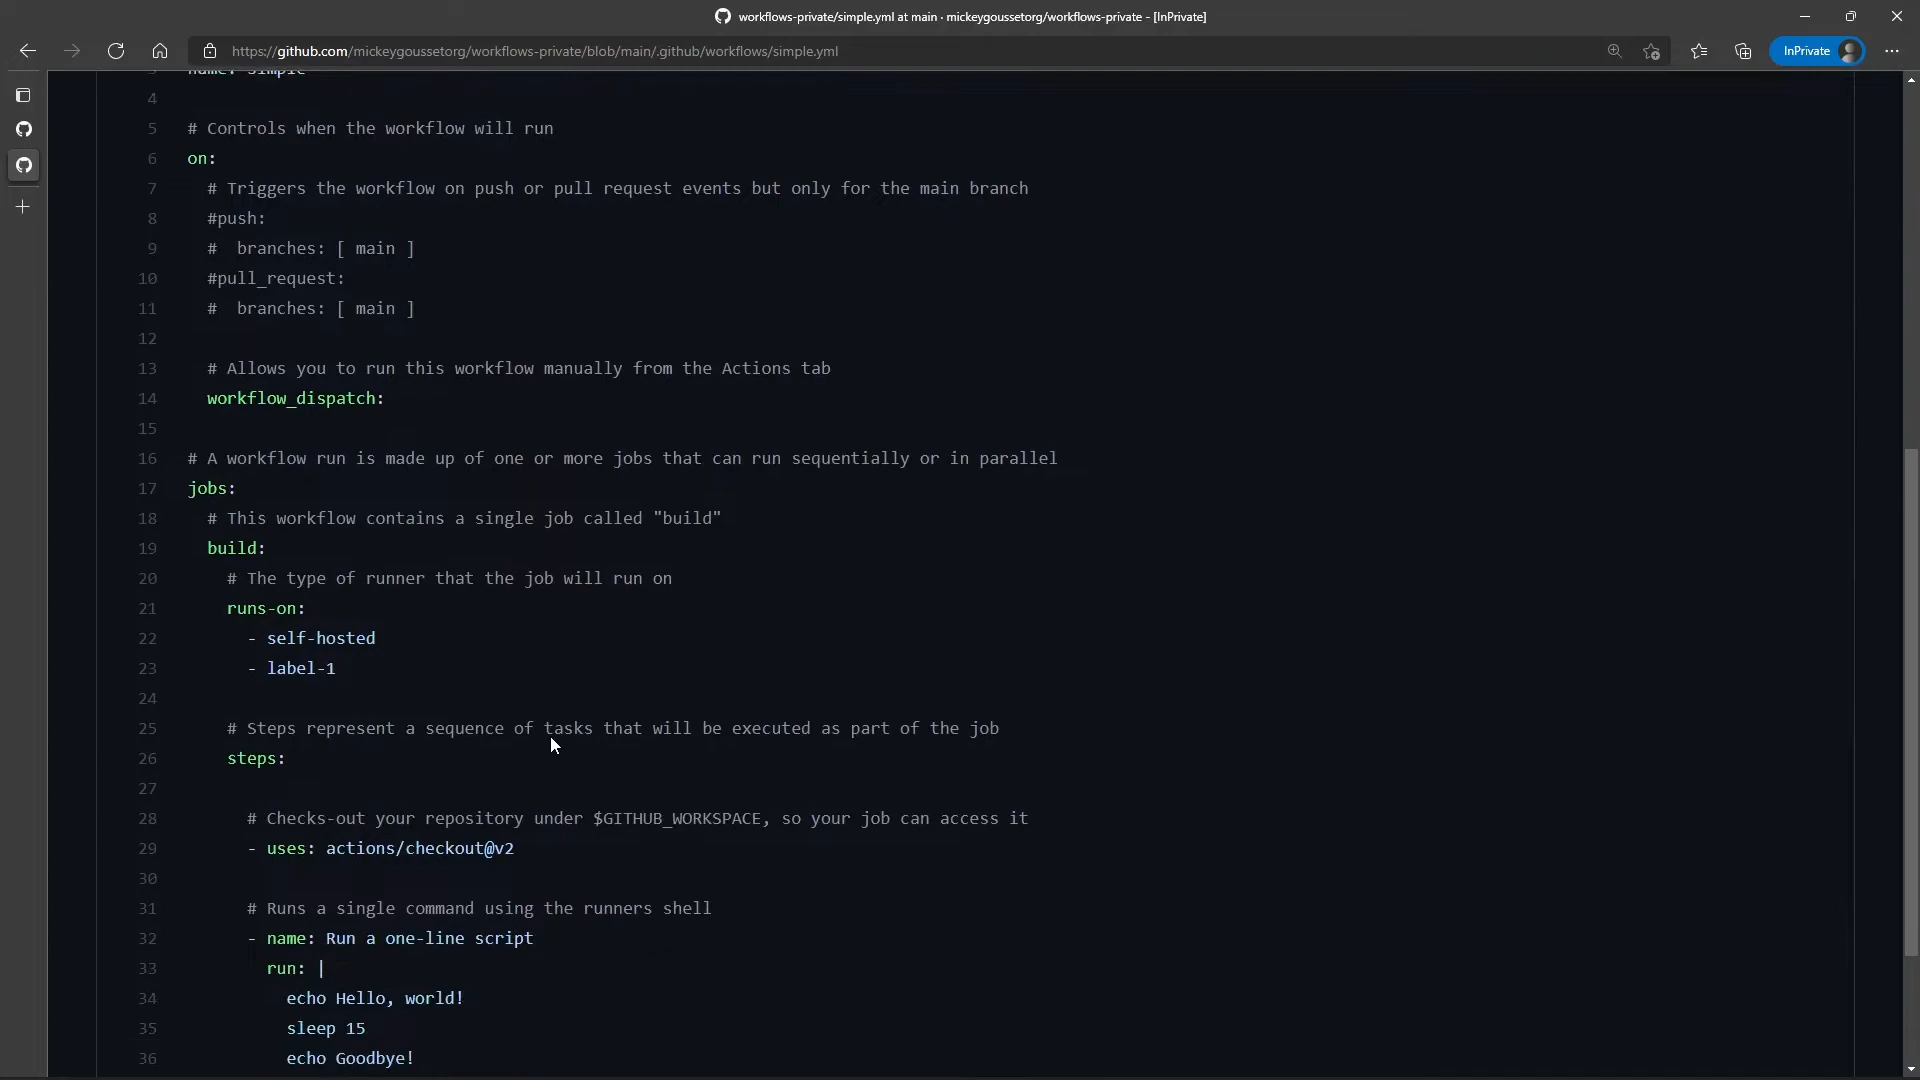 workflows-private/simple.yml at main · mickeygoussetorg/workflows-private - [InPrivate]
https://github.com/mickeygoussetorg/workflows-private/blob/main/.github/workflows/simple.yml
InPrivate
3 name: simple
4
5 # Controls when the workflow will run
6 on:
7 # Triggers the workflow on push or pull request events but only for the main branch
8 #push:
9 #  branches: [ main ]
10 #pull_request:
11 #  branches: [ main ]
12
13 # Allows you to run this workflow manually from the Actions tab
14 workflow_dispatch:
15
16 # A workflow run is made up of one or more jobs that can run sequentially or in parallel
17 jobs:
18 # This workflow contains a single job called "build"
19 build:
20 # The type of runner that the job will run on
21 runs-on:
22 - self-hosted
23 - label-1
24
25 # Steps represent a sequence of tasks that will be executed as part of the job
26 steps:
27
28 # Checks-out your repository under $GITHUB_WORKSPACE, so your job can access it
29 - uses: actions/checkout@v2
30
31 # Runs a single command using the runners shell
32 - name: Run a one-line script
33 run: |
34 echo Hello, world!
35 sleep 15
36 echo Goodbye!